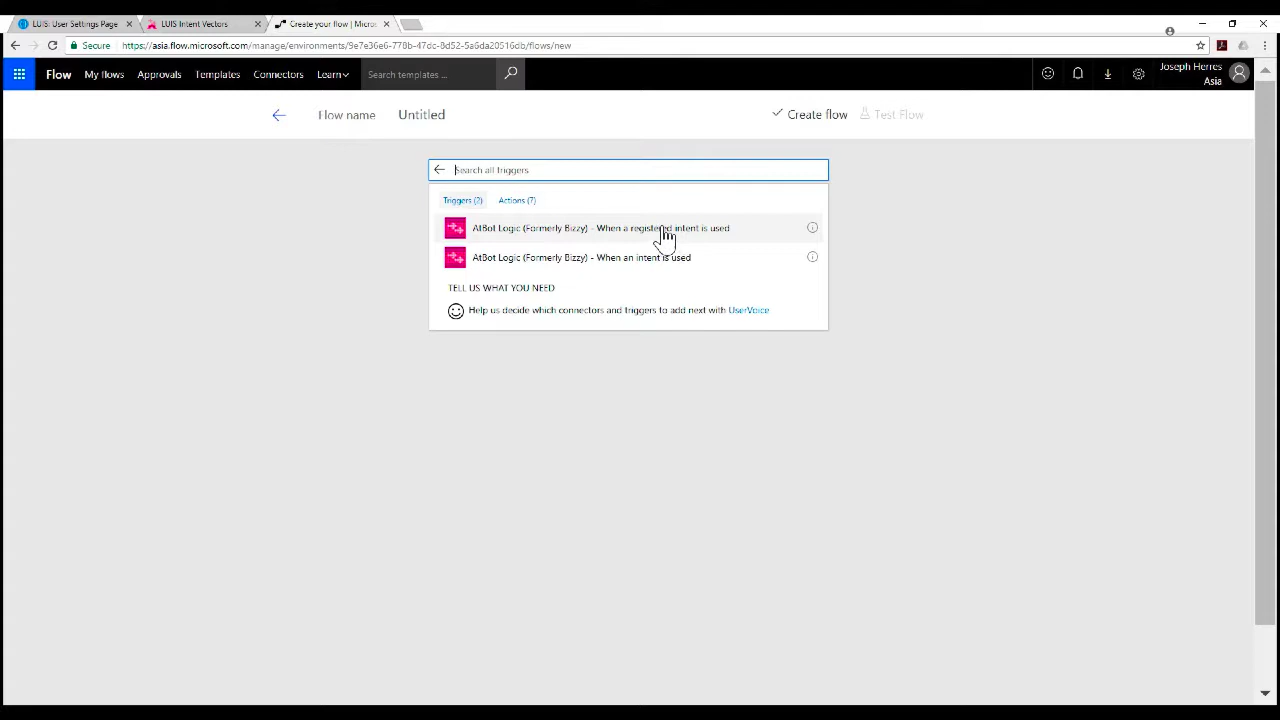 LUIS: User Settings Page
LUIS Intent Vectors
Create your flow | Micros
Secure
https://asia.flow.microsoft.com/manage/environments/9e7e36e6-778b-47dc-8d52-5a6da20516db/flows/new
Flow
My flows
Approvals
Templates
Connectors
Learn
Search templates ...
Joseph Herres
Asia
Flow name
Untitled
Create flow
Test Flow
Search all triggers
Triggers (2)
Actions (7)
AtBot Logic (Formerly Bizzy) - When a registered intent is used
AtBot Logic (Formerly Bizzy) - When an intent is used
TELL US WHAT YOU NEED
Help us decide which connectors and triggers to add next with UserVoice